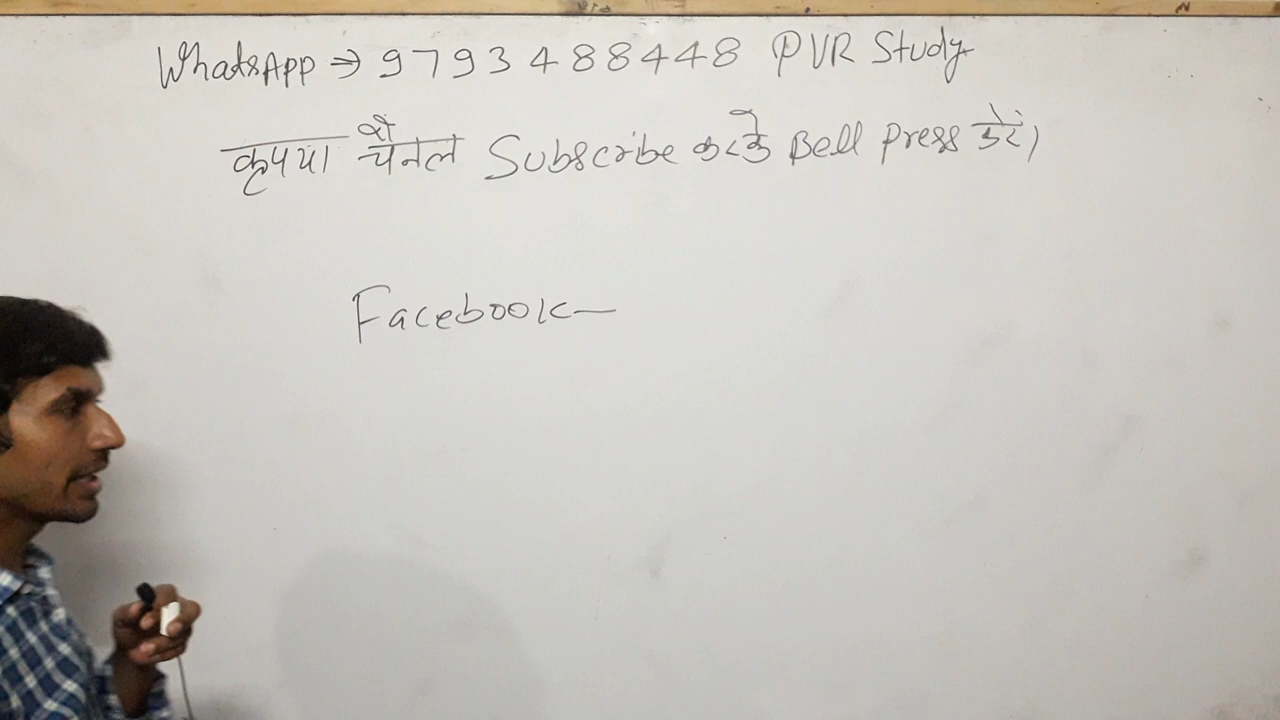 WhatsApp → 9793488448 PVR Study
कृपया चैनल को Subscribe करके Bell Press करें।
Facebook—